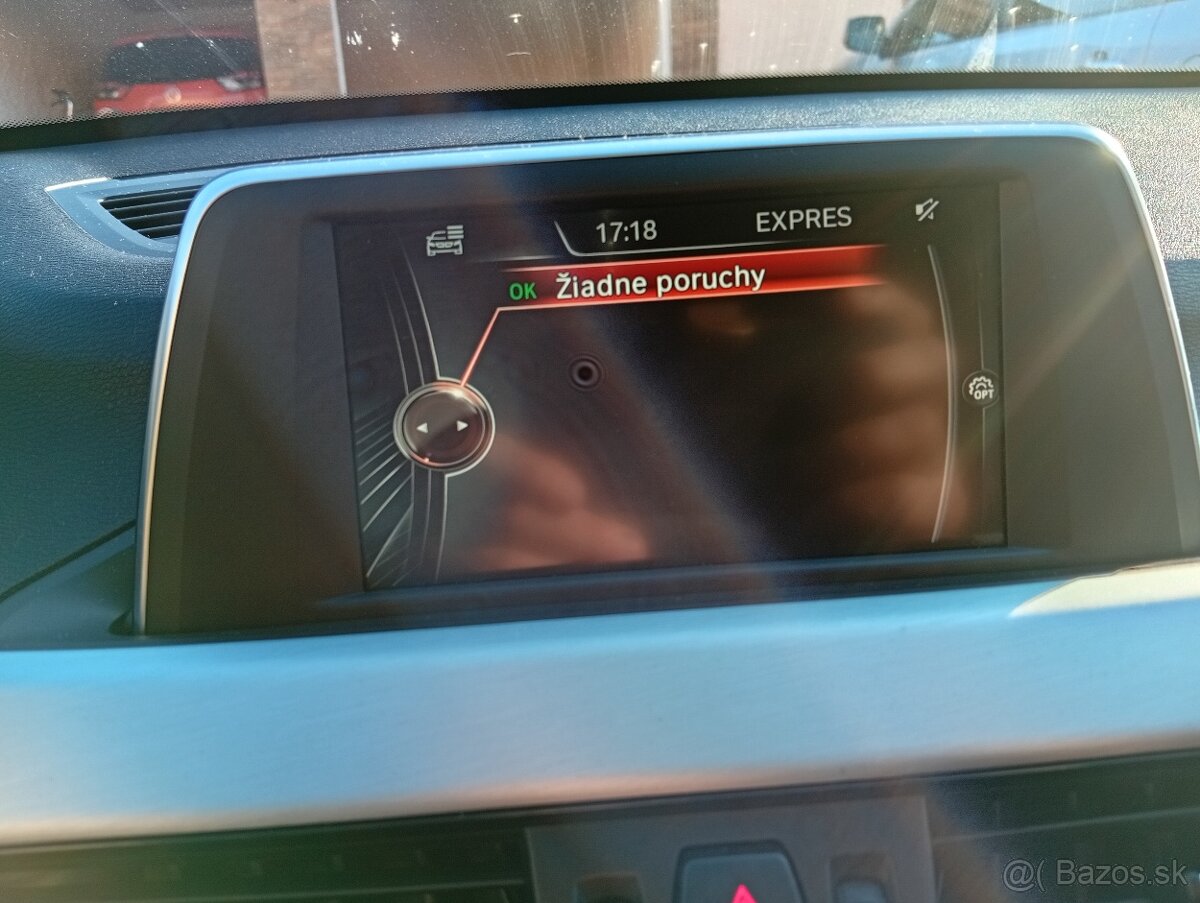 17:18 EXPRES
OK Žiadne poruchy
OPT
@( Bazos.sk